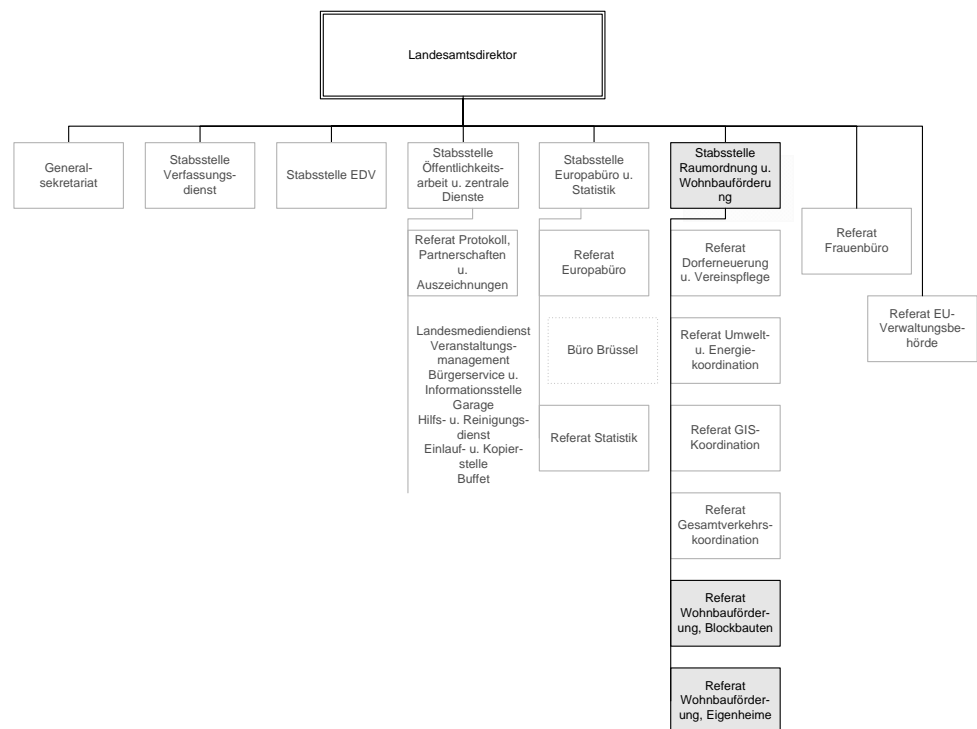 Landesamtsdirektor
General-
sekretariat
Stabsstelle
Verfassungs-
dienst
Stabsstelle EDV
Stabsstelle
Öffentlichkeits-
arbeit u. zentrale
Dienste
Stabsstelle
Europabüro u.
Statistik
Stabsstelle
Raumordnung u.
Wohnbauförderu
ng
Referat
Frauenbüro
Referat EU-
Verwaltungsbe-
hörde
Referat Protokoll,
Partnerschaften
u.
Auszeichnungen
Landesmediendienst
Veranstaltungs-
management
Bürgerservice u.
Informationsstelle
Garage
Hilfs- u. Reinigungs-
dienst
Einlauf- u. Kopier-
stelle
Buffet
Referat
Europabüro
Büro Brüssel
Referat Statistik
Referat
Dorferneuerung
u. Vereinspflege
Referat Umwelt-
u. Energie-
koordination
Referat GIS-
Koordination
Referat
Gesamtverkehrs-
koordination
Referat
Wohnbauförder-
ung, Blockbauten
Referat
Wohnbauförder-
ung, Eigenheime